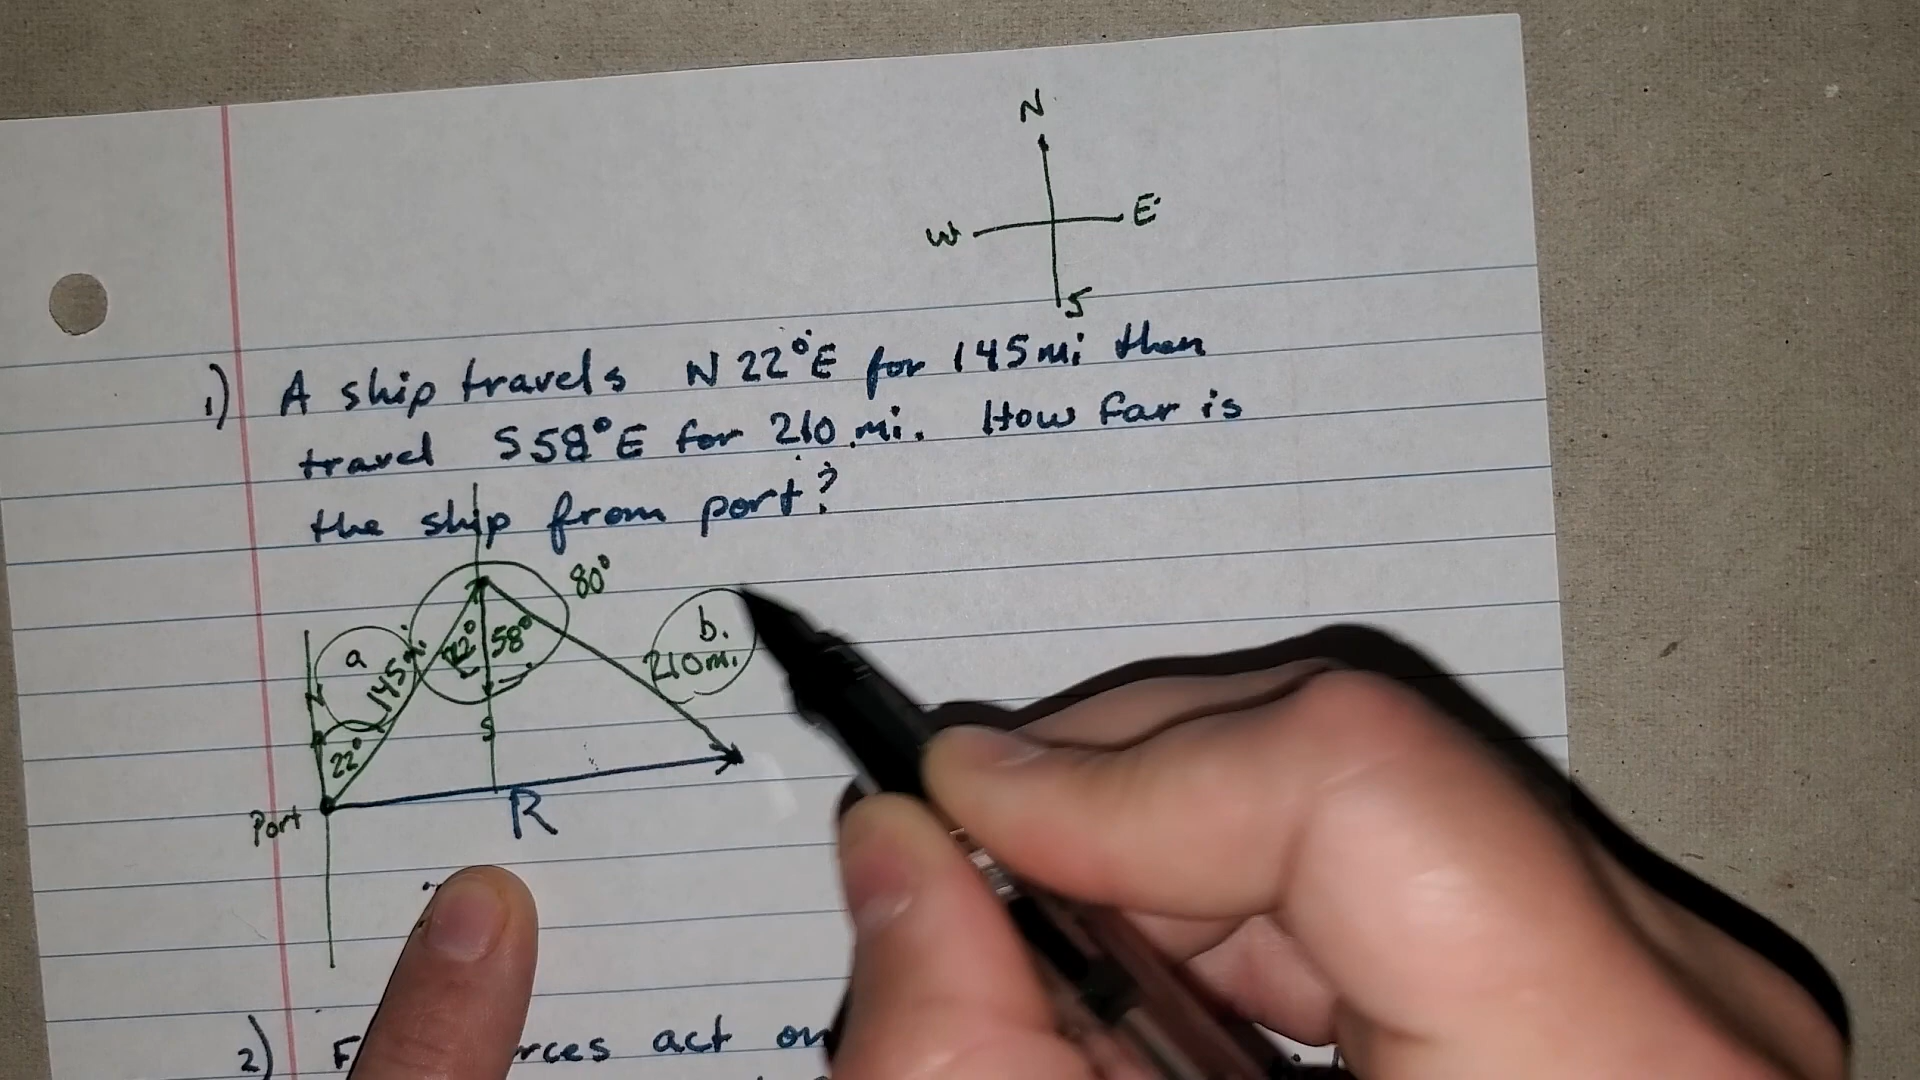 N
W E
S
1) A ship travels N 22°E for 145 mi then
travel S58°E for 210 mi. How far is
the ship from port?
80°
a 145 mi 22° 58° b.
210 mi.
N
S
22°
Port R
2) F rces act on